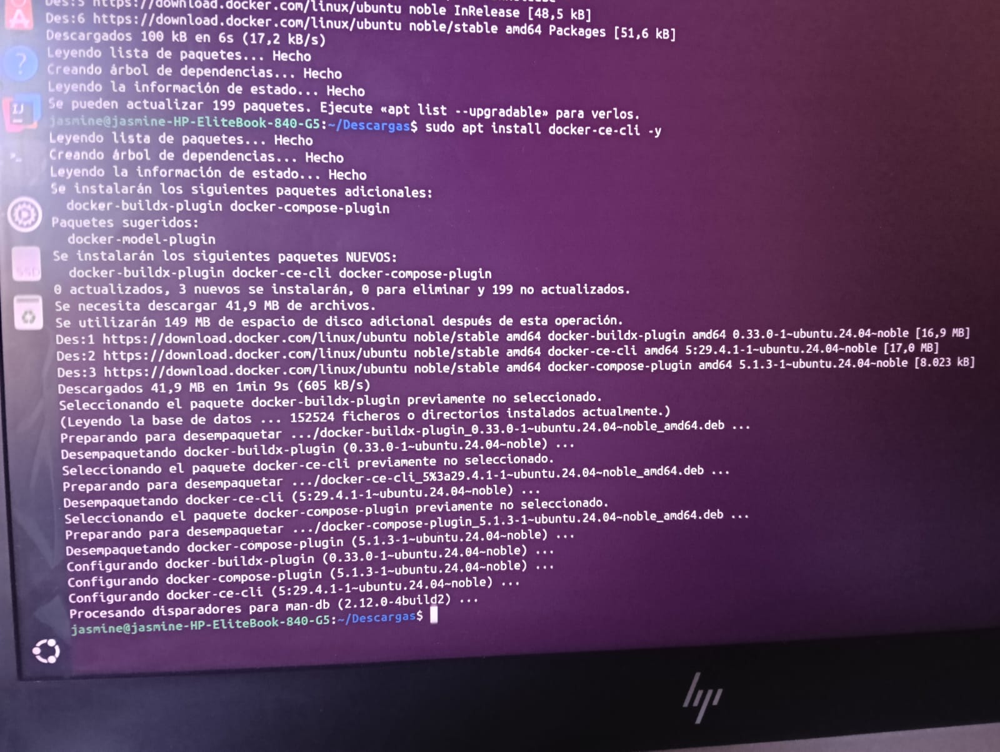 Des:5 https://download.docker.com/linux/ubuntu noble InRelease [48,5 kB]
Des:6 https://download.docker.com/linux/ubuntu noble/stable amd64 Packages [51,6 kB]
Descargados 100 kB en 6s (17,2 kB/s)
Leyendo lista de paquetes... Hecho
Creando árbol de dependencias... Hecho
Leyendo la información de estado... Hecho
Se pueden actualizar 199 paquetes. Ejecute «apt list --upgradable» para verlos.
jasmine@jasmine-HP-EliteBook-840-G5:~/Descargas$ sudo apt install docker-ce-cli -y
Leyendo lista de paquetes... Hecho
Creando árbol de dependencias... Hecho
Leyendo la información de estado... Hecho
Se instalarán los siguientes paquetes adicionales:
docker-buildx-plugin docker-compose-plugin
Paquetes sugeridos:
docker-model-plugin
Se instalarán los siguientes paquetes NUEVOS:
docker-buildx-plugin docker-ce-cli docker-compose-plugin
0 actualizados, 3 nuevos se instalarán, 0 para eliminar y 199 no actualizados.
Se necesita descargar 41,9 MB de archivos.
Se utilizarán 149 MB de espacio de disco adicional después de esta operación.
Des:1 https://download.docker.com/linux/ubuntu noble/stable amd64 docker-buildx-plugin amd64 0.33.0-1~ubuntu.24.04~noble [16,9 MB]
Des:2 https://download.docker.com/linux/ubuntu noble/stable amd64 docker-ce-cli amd64 5:29.4.1-1~ubuntu.24.04~noble [17,0 MB]
Des:3 https://download.docker.com/linux/ubuntu noble/stable amd64 docker-compose-plugin amd64 5.1.3-1~ubuntu.24.04~noble [8.023 kB]
Descargados 41,9 MB en 1min 9s (605 kB/s)
Seleccionando el paquete docker-buildx-plugin previamente no seleccionado.
(Leyendo la base de datos ... 152524 ficheros o directorios instalados actualmente.)
Preparando para desempaquetar .../docker-buildx-plugin_0.33.0-1~ubuntu.24.04~noble_amd64.deb ...
Desempaquetando docker-buildx-plugin (0.33.0-1~ubuntu.24.04~noble) ...
Seleccionando el paquete docker-ce-cli previamente no seleccionado.
Preparando para desempaquetar .../docker-ce-cli_5%3a29.4.1-1~ubuntu.24.04~noble_amd64.deb ...
Desempaquetando docker-ce-cli (5:29.4.1-1~ubuntu.24.04~noble) ...
Seleccionando el paquete docker-compose-plugin previamente no seleccionado.
Preparando para desempaquetar .../docker-compose-plugin_5.1.3-1~ubuntu.24.04~noble_amd64.deb ...
Desempaquetando docker-compose-plugin (5.1.3-1~ubuntu.24.04~noble) ...
Configurando docker-buildx-plugin (0.33.0-1~ubuntu.24.04~noble) ...
Configurando docker-compose-plugin (5.1.3-1~ubuntu.24.04~noble) ...
Configurando docker-ce-cli (5:29.4.1-1~ubuntu.24.04~noble) ...
Procesando disparadores para man-db (2.12.0-4build2) ...
jasmine@jasmine-HP-EliteBook-840-G5:~/Descargas$
A
?
IJ
SSD
hp